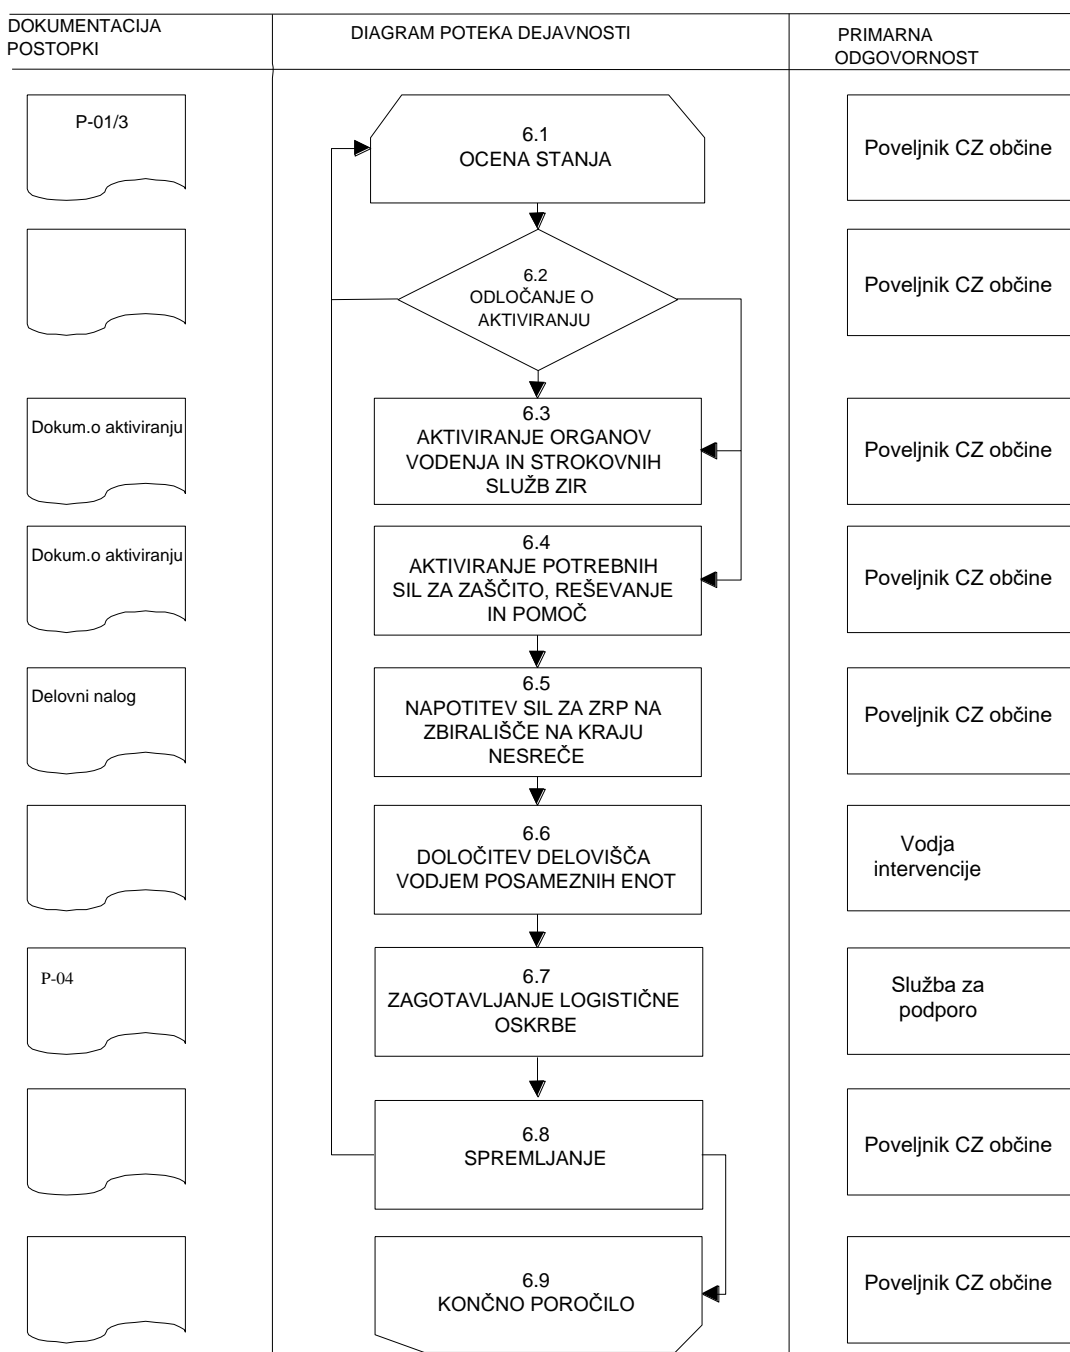 DOKUMENTACIJA
POSTOPKI
DIAGRAM POTEKA DEJAVNOSTI
PRIMARNA
ODGOVORNOST
P-01/3
6.1
OCENA STANJA
Poveljnik CZ občine
6.2
ODLOČANJE O
AKTIVIRANJU
Poveljnik CZ občine
Dokum.o aktiviranju
6.3
AKTIVIRANJE ORGANOV
VODENJA IN STROKOVNIH
SLUŽB ZIR
Poveljnik CZ občine
Dokum.o aktiviranju
6.4
AKTIVIRANJE POTREBNIH
SIL ZA ZAŠČITO, REŠEVANJE
IN POMOČ
Poveljnik CZ občine
Delovni nalog
6.5
NAPOTITEV SIL ZA ZRP NA
ZBIRALIŠČE NA KRAJU
NESREČE
Poveljnik CZ občine
6.6
DOLOČITEV DELOVIŠČA
VODJEM POSAMEZNIH ENOT
Vodja
intervencije
P-04
6.7
ZAGOTAVLJANJE LOGISTIČNE
OSKRBE
Služba za
podporo
6.8
SPREMLJANJE
Poveljnik CZ občine
6.9
KONČNO POROČILO
Poveljnik CZ občine